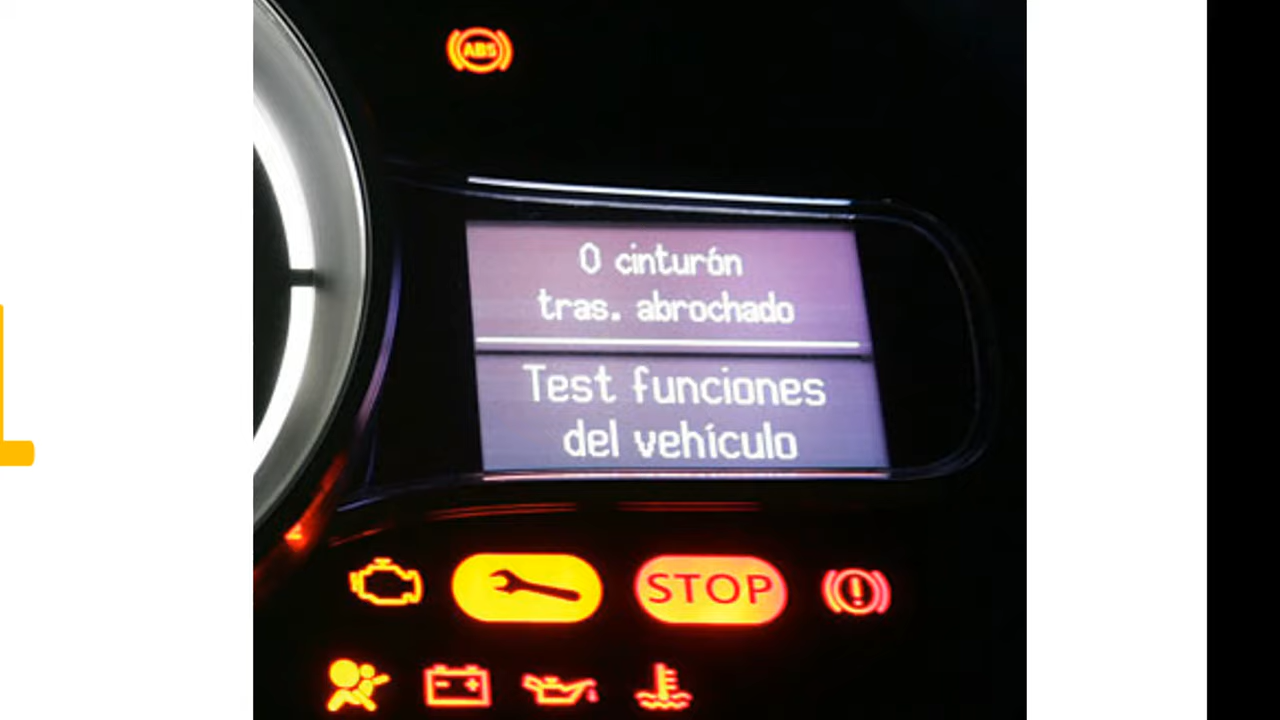 ABS
0 cinturón
tras. abrochado
Test funciones
del vehículo
STOP